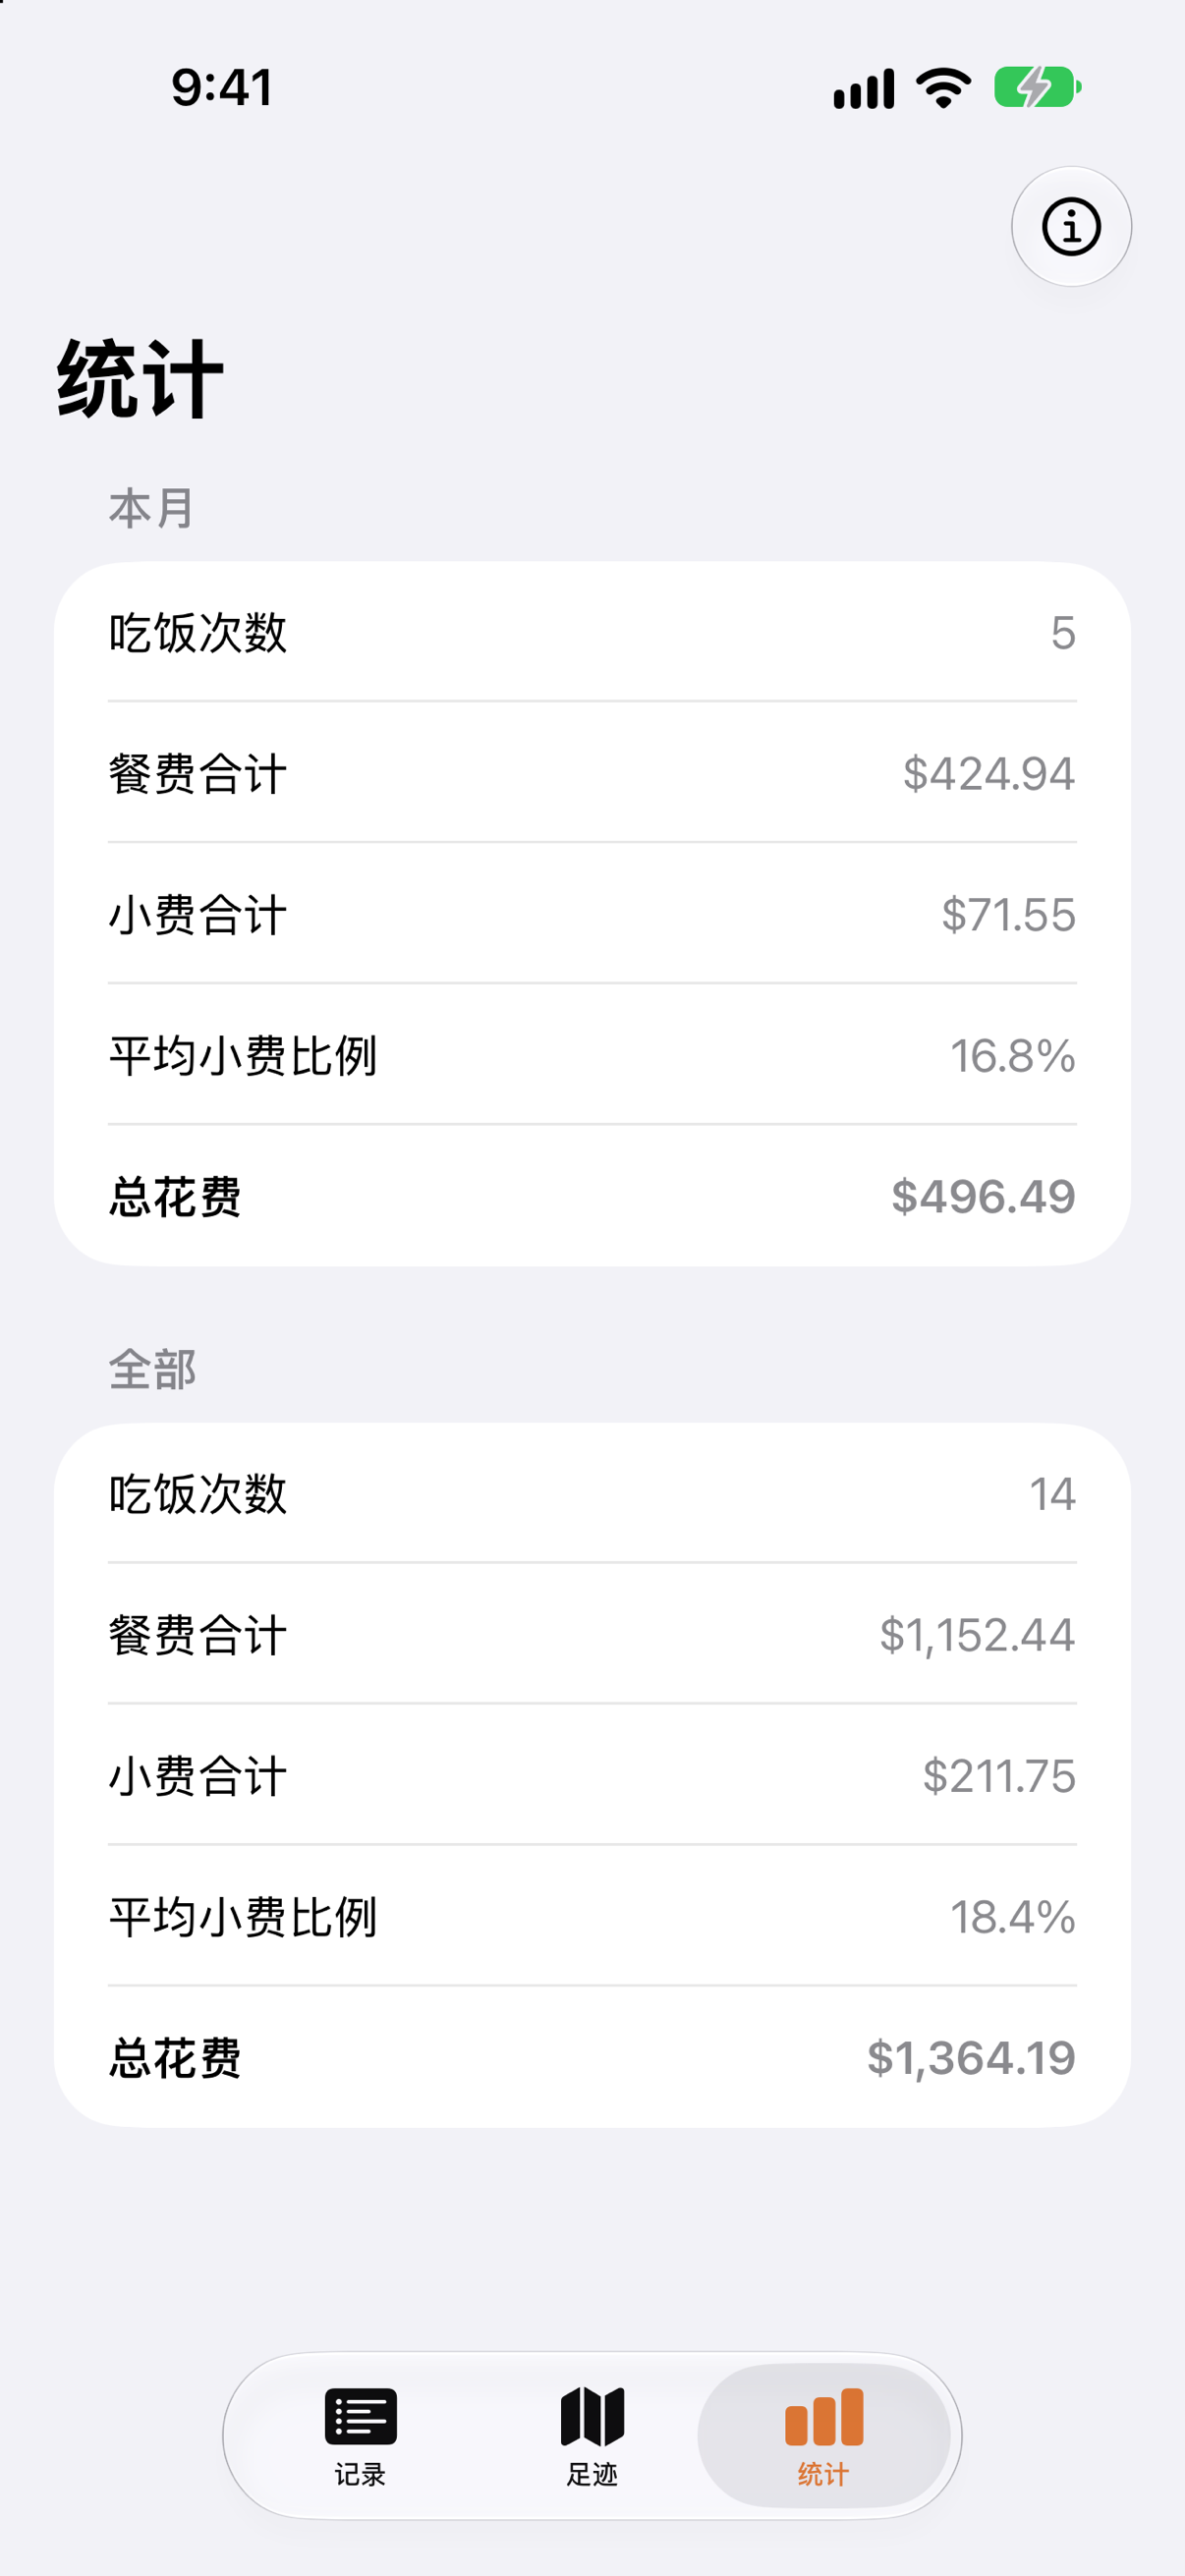 9:41
统计
本月
吃饭次数 5
餐费合计 $424.94
小费合计 $71.55
平均小费比例 16.8%
总花费 $496.49
全部
吃饭次数 14
餐费合计 $1,152.44
小费合计 $211.75
平均小费比例 18.4%
总花费 $1,364.19
记录 足迹 统计